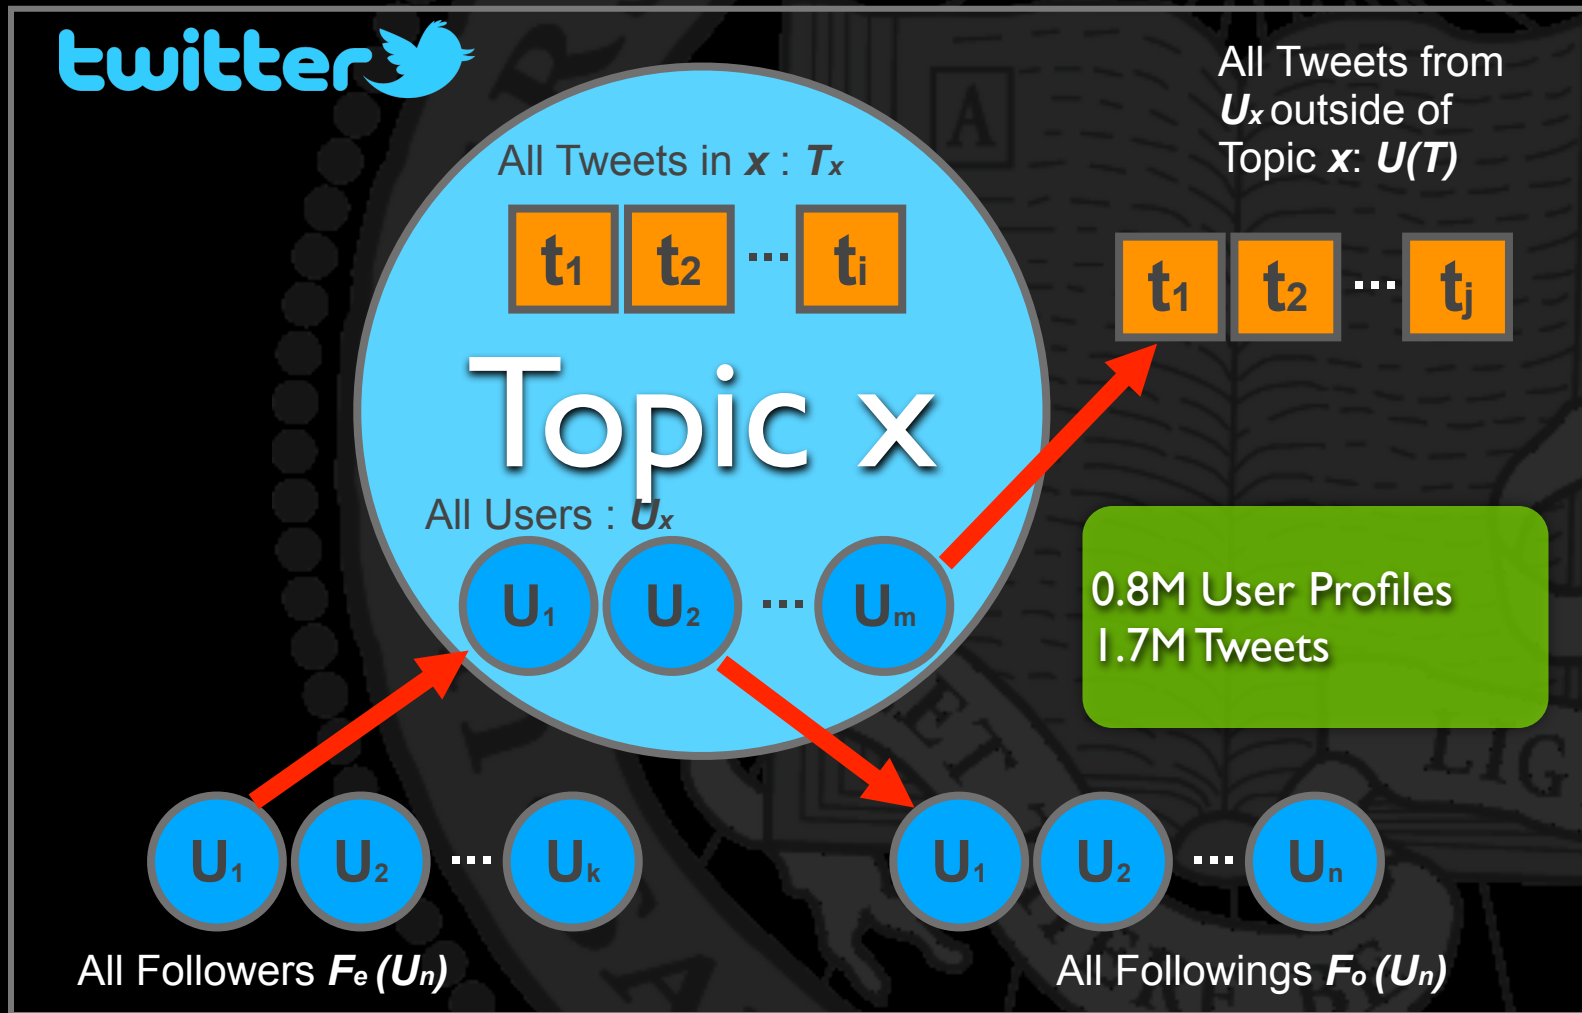 twitter
All Tweets in x : Tx
t1 t2 ... ti
Topic x
All Users : Ux
U1 U2 ... Um
All Tweets from
Ux outside of
Topic x: U(T)
t1 t2 ... tj
0.8M User Profiles
1.7M Tweets
U1 U2 ... Uk
All Followers Fe (Un)
U1 U2 ... Un
All Followings Fo (Un)
A
LIG